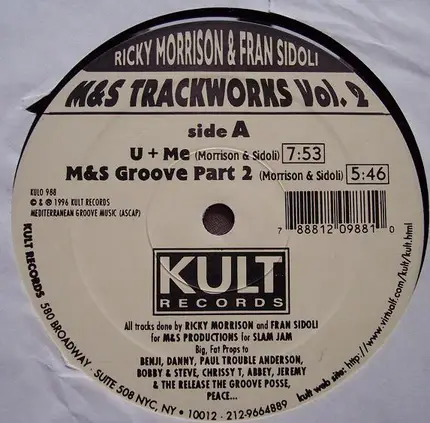 RICKY MORRISON & FRAN SIDOLI
M&S TRACKWORKS Vol. 2
side A
U + Me (Morrison & Sidoli) 7:53
M&S Groove Part 2 (Morrison & Sidoli) 5:46
KULO 988
© & ℗ 1996 KULT RECORDS
MEDITERRANEAN GROOVE MUSIC (ASCAP)
7 88812 09881 0
KULT
RECORDS
All tracks done by RICKY MORRISON and FRAN SIDOLI
for M&S PRODUCTIONS for SLAM JAM
Big, Fat Props to
BENJI, DANNY, PAUL TROUBLE ANDERSON,
BOBBY & STEVE, CHRISSY T, ABBEY, JEREMY
& THE RELEASE THE GROOVE POSSE,
PEACE...
KULT RECORDS 580 BROADWAY · SUITE 508 NYC, NY • 10012 · 212-9664889
kult web site: http://www.virtualf.com/kult/kult.html